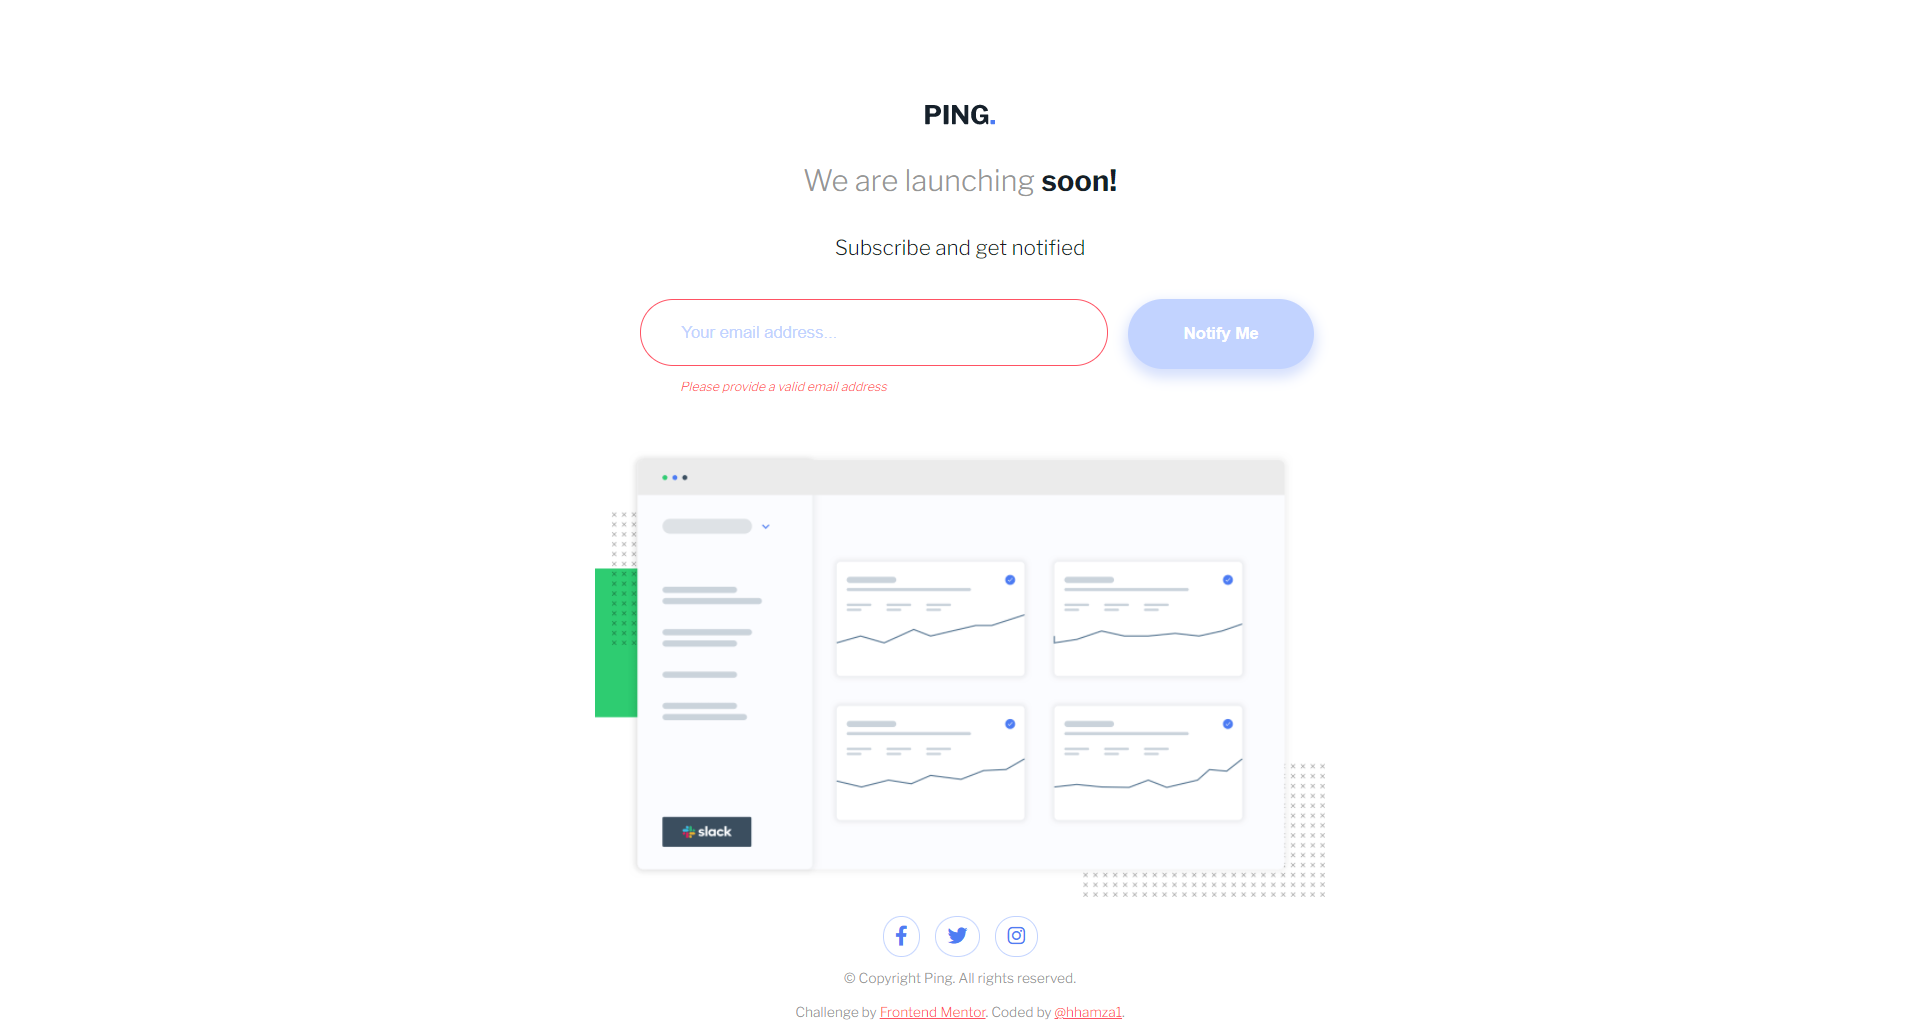 PING.
We are launching soon!
Subscribe and get notified
Your email address...
Notify Me
Please provide a valid email address
slack
© Copyright Ping. All rights reserved.
Challenge by Frontend Mentor. Coded by @hhamza1.